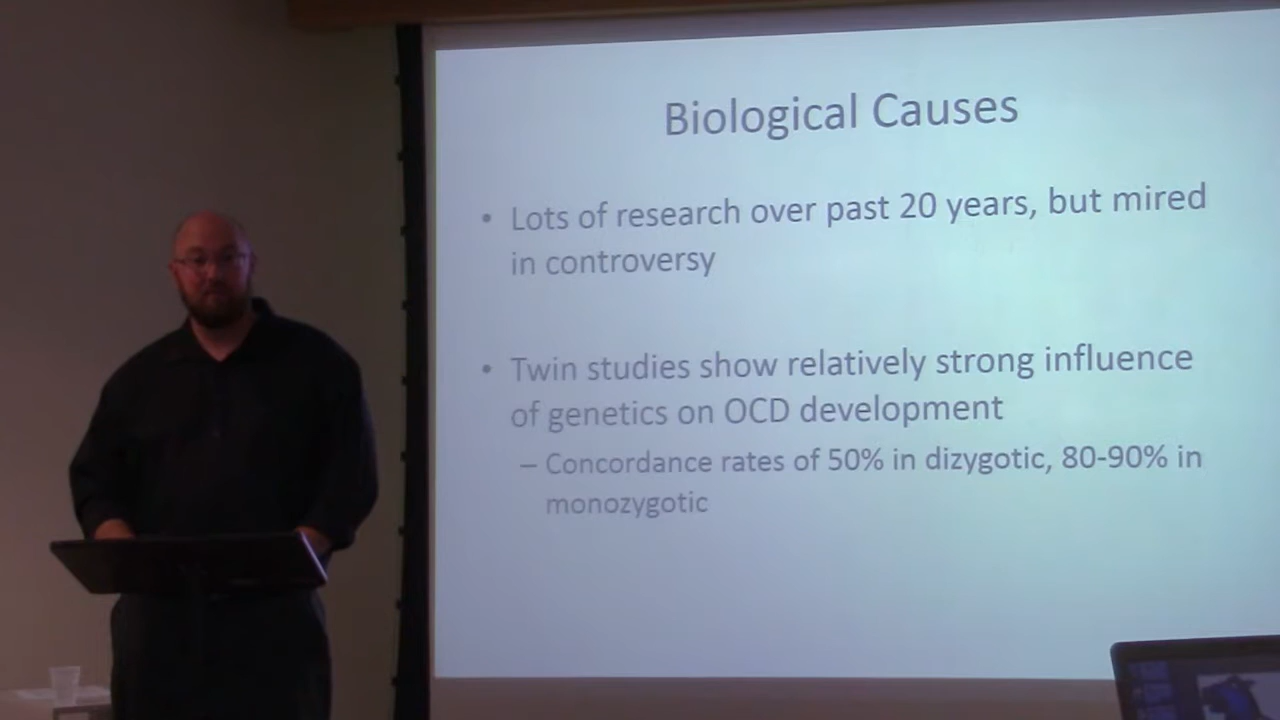 Biological Causes
• Lots of research over past 20 years, but mired
in controversy
• Twin studies show relatively strong influence
of genetics on OCD development
– Concordance rates of 50% in dizygotic, 80-90% in
monozygotic